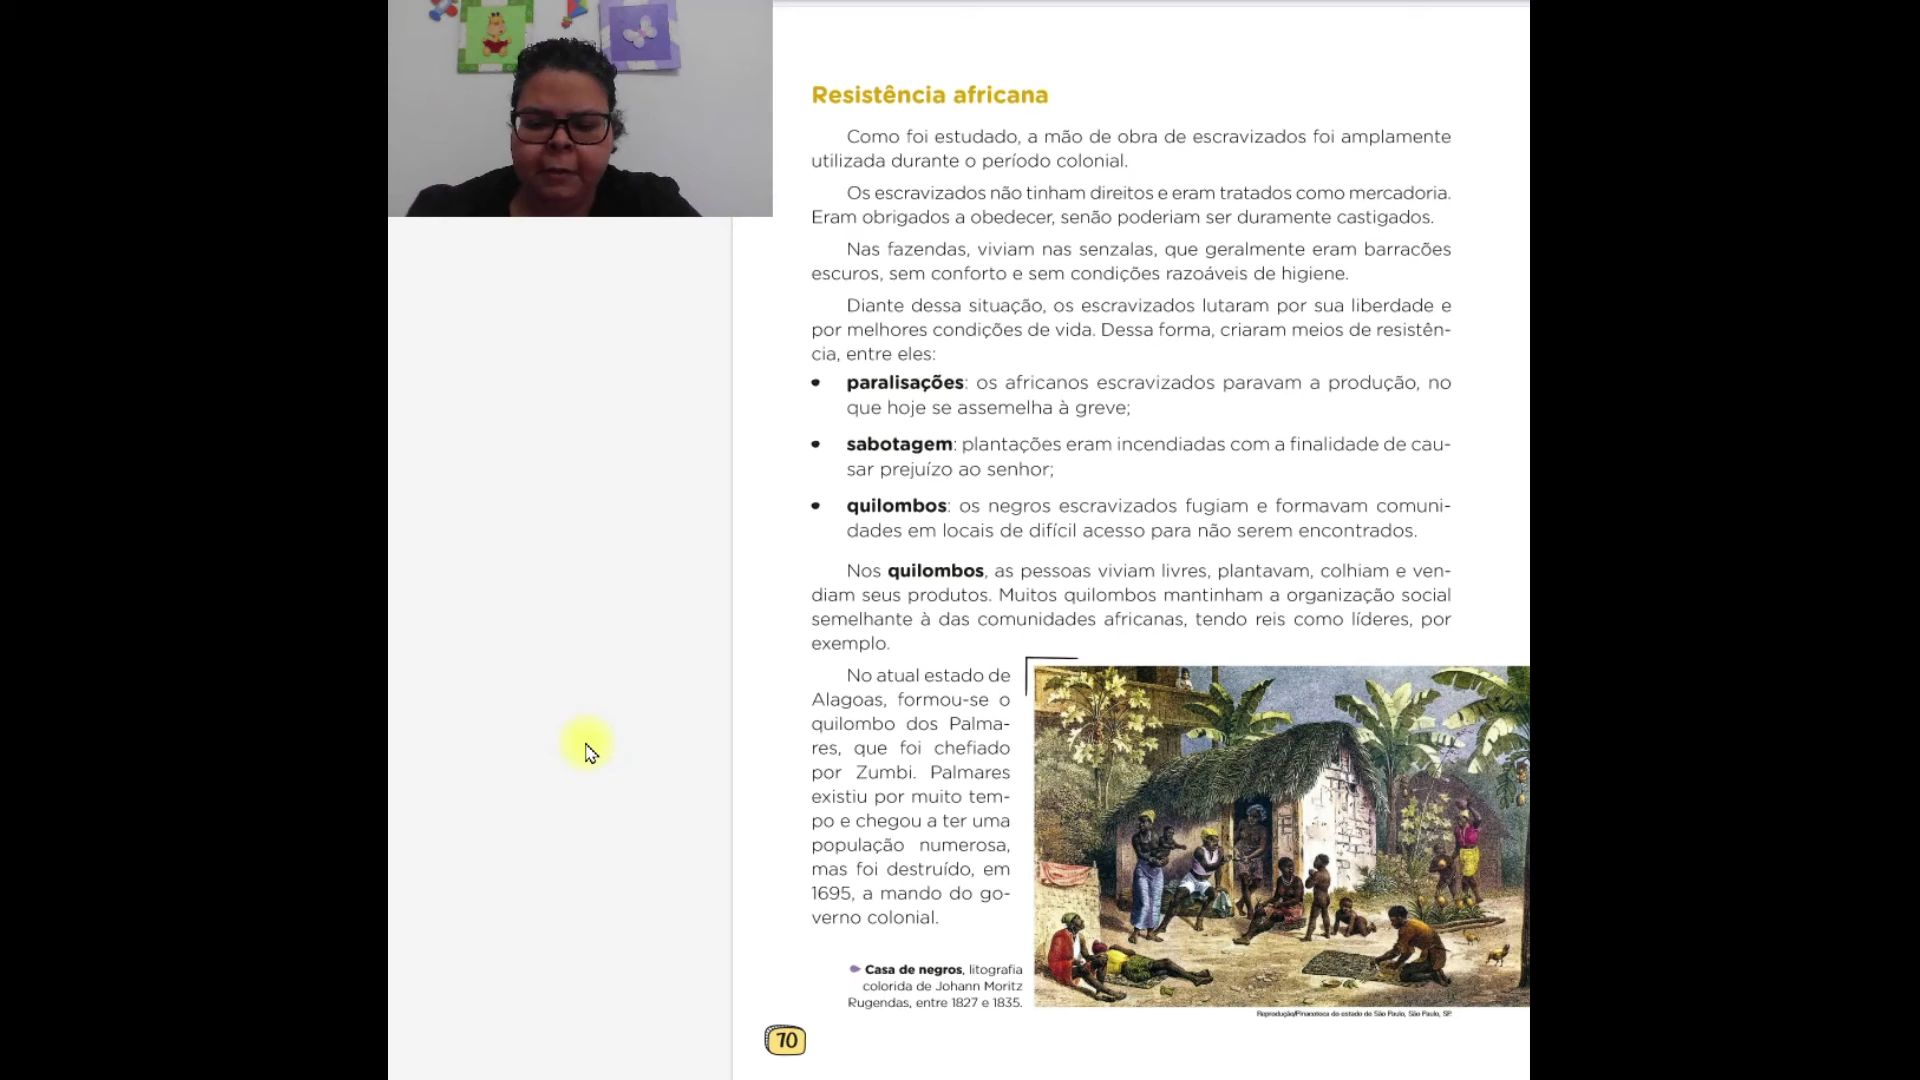 Resistência africana
Como foi estudado, a mão de obra de escravizados foi amplamente
utilizada durante o período colonial.
Os escravizados não tinham direitos e eram tratados como mercadoria.
Eram obrigados a obedecer, senão poderiam ser duramente castigados.
Nas fazendas, viviam nas senzalas, que geralmente eram barracões
escuros, sem conforto e sem condições razoáveis de higiene.
Diante dessa situação, os escravizados lutaram por sua liberdade e
por melhores condições de vida. Dessa forma, criaram meios de resistên-
cia, entre eles:
• paralisações: os africanos escravizados paravam a produção, no
que hoje se assemelha à greve;
• sabotagem: plantações eram incendiadas com a finalidade de cau-
sar prejuízo ao senhor;
• quilombos: os negros escravizados fugiam e formavam comuni-
dades em locais de difícil acesso para não serem encontrados.
Nos quilombos, as pessoas viviam livres, plantavam, colhiam e ven-
diam seus produtos. Muitos quilombos mantinham a organização social
semelhante à das comunidades africanas, tendo reis como líderes, por
exemplo.
No atual estado de
Alagoas, formou-se o
quilombo dos Palma-
res, que foi chefiado
por Zumbi. Palmares
existiu por muito tem-
po e chegou a ter uma
população numerosa,
mas foi destruído, em
1695, a mando do go-
verno colonial.
Casa de negros, litografia
colorida de Johann Moritz
Rugendas, entre 1827 e 1835.
Reprodução/Pinacoteca do estado de São Paulo, São Paulo, SP.
70